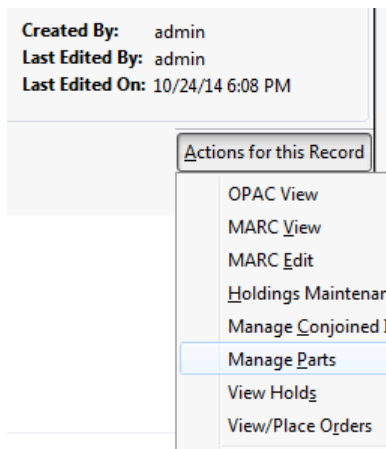 Created By: admin
Last Edited By: admin
Last Edited On: 10/24/14 6:08 PM
Actions for this Record
OPAC View
MARC View
MARC Edit
Holdings
Manage Conjoined
Manage Parts
View Holds
View/Place Orders